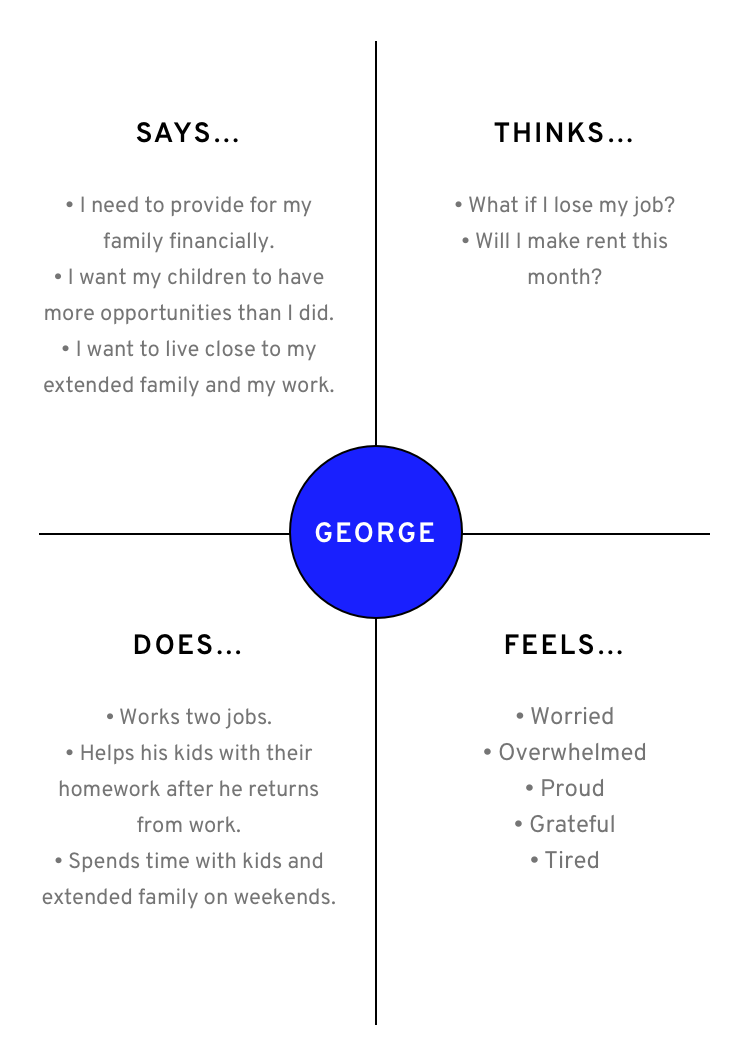 SAYS...
• I need to provide for my
family financially.
• I want my children to have
more opportunities than I did.
• I want to live close to my
extended family and my work.
THINKS...
• What if I lose my job?
• Will I make rent this
month?
GEORGE
DOES...
• Works two jobs.
• Helps his kids with their
homework after he returns
from work.
• Spends time with kids and
extended family on weekends.
FEELS...
• Worried
• Overwhelmed
• Proud
• Grateful
• Tired